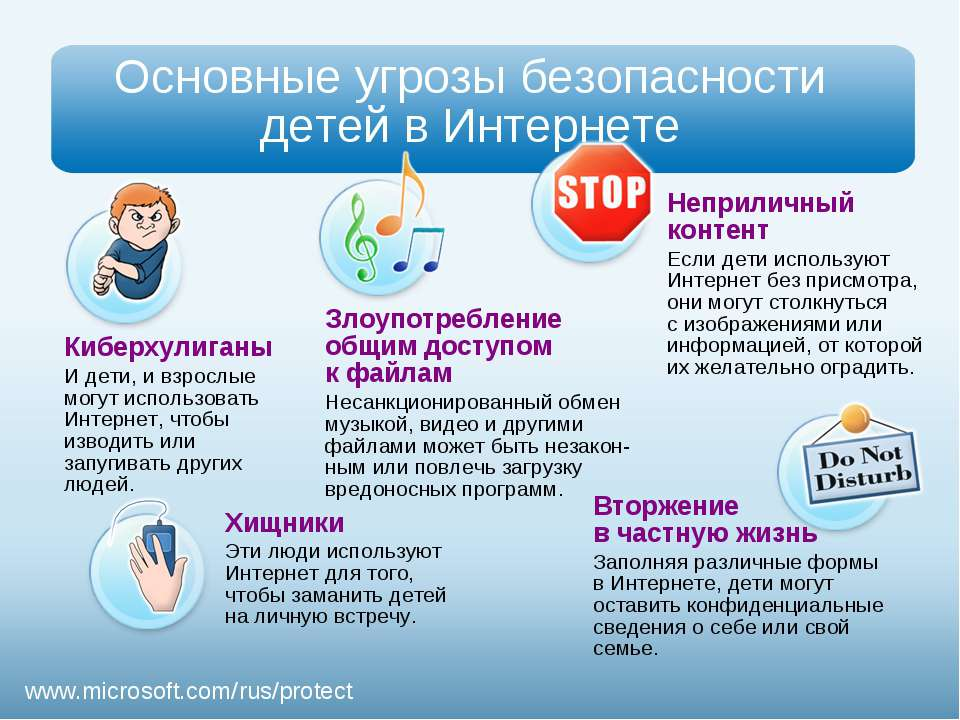 Основные угрозы безопасности
детей в Интернете
Киберхулиганы
И дети, и взрослые
могут использовать
Интернет, чтобы
изводить или
запугивать других
людей.
Злоупотребление
общим доступом
к файлам
Несанкционированный обмен
музыкой, видео и другими
файлами может быть незакон-
ным или повлечь загрузку
вредоносных программ.
STOP
Неприличный
контент
Если дети используют
Интернет без присмотра,
они могут столкнуться
с изображениями или
информацией, от которой
их желательно оградить.
Хищники
Эти люди используют
Интернет для того,
чтобы заманить детей
на личную встречу.
Do Not
Disturb
Вторжение
в частную жизнь
Заполняя различные формы
в Интернете, дети могут
оставить конфиденциальные
сведения о себе или свой
семье.
www.microsoft.com/rus/protect